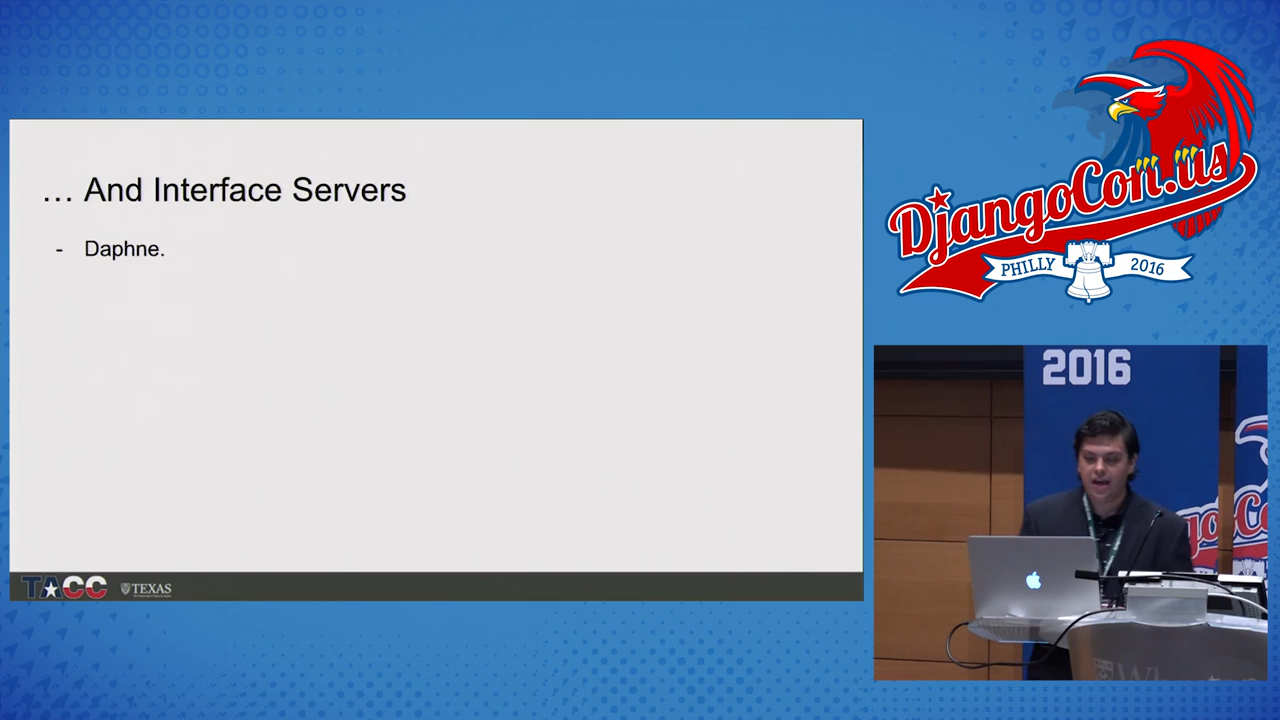 … And Interface Servers
- Daphne.
TACC
TEXAS
DjangoCon.us
PHILLY
2016
2016